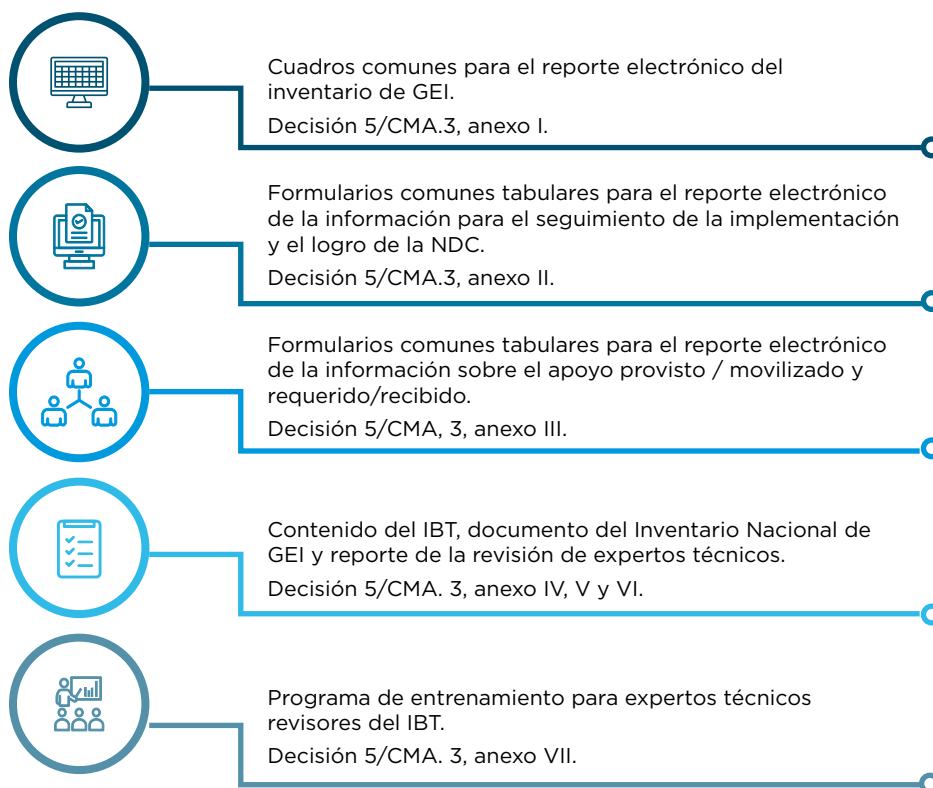 Cuadros comunes para el reporte electrónico del
inventario de GEI.
Decisión 5/CMA.3, anexo I.
Formularios comunes tabulares para el reporte electrónico
de la información para el seguimiento de la implementación
y el logro de la NDC.
Decisión 5/CMA.3, anexo II.
Formularios comunes tabulares para el reporte electrónico
de la información sobre el apoyo provisto / movilizado y
requerido/recibido.
Decisión 5/CMA, 3, anexo III.
Contenido del IBT, documento del Inventario Nacional de
GEI y reporte de la revisión de expertos técnicos.
Decisión 5/CMA. 3, anexo IV, V y VI.
Programa de entrenamiento para expertos técnicos
revisores del IBT.
Decisión 5/CMA. 3, anexo VII.